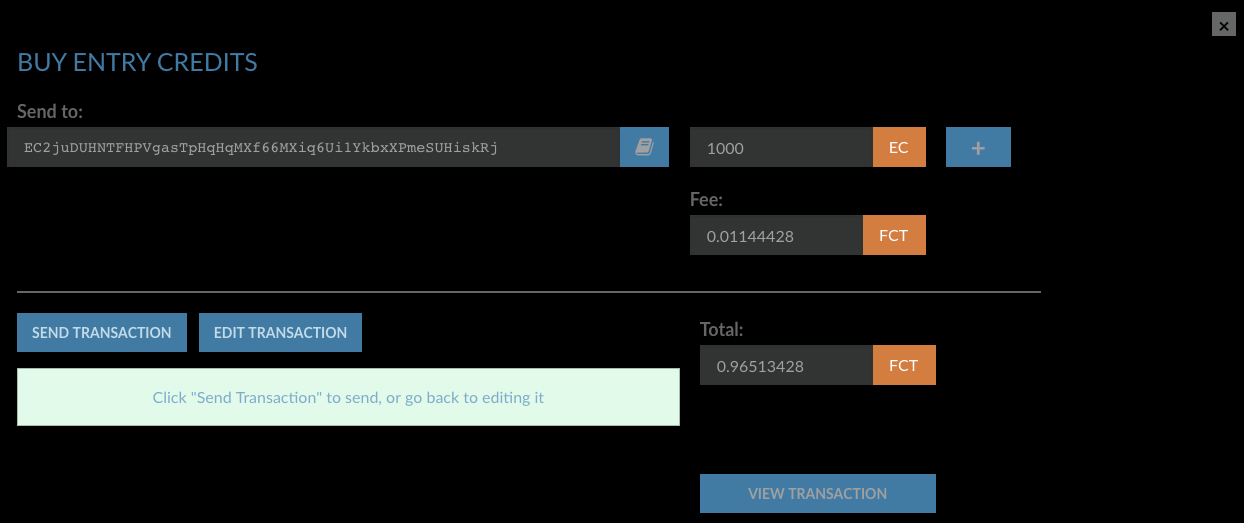 ×
BUY ENTRY CREDITS
Send to:
EC2juDUHNTFHPVgasTpHqHqMXf66MXiq6Ui1YkbxXPmeSUHiskRj
1000 EC +
Fee:
0.01144428 FCT
SEND TRANSACTION EDIT TRANSACTION
Total:
0.96513428 FCT
Click "Send Transaction" to send, or go back to editing it
VIEW TRANSACTION